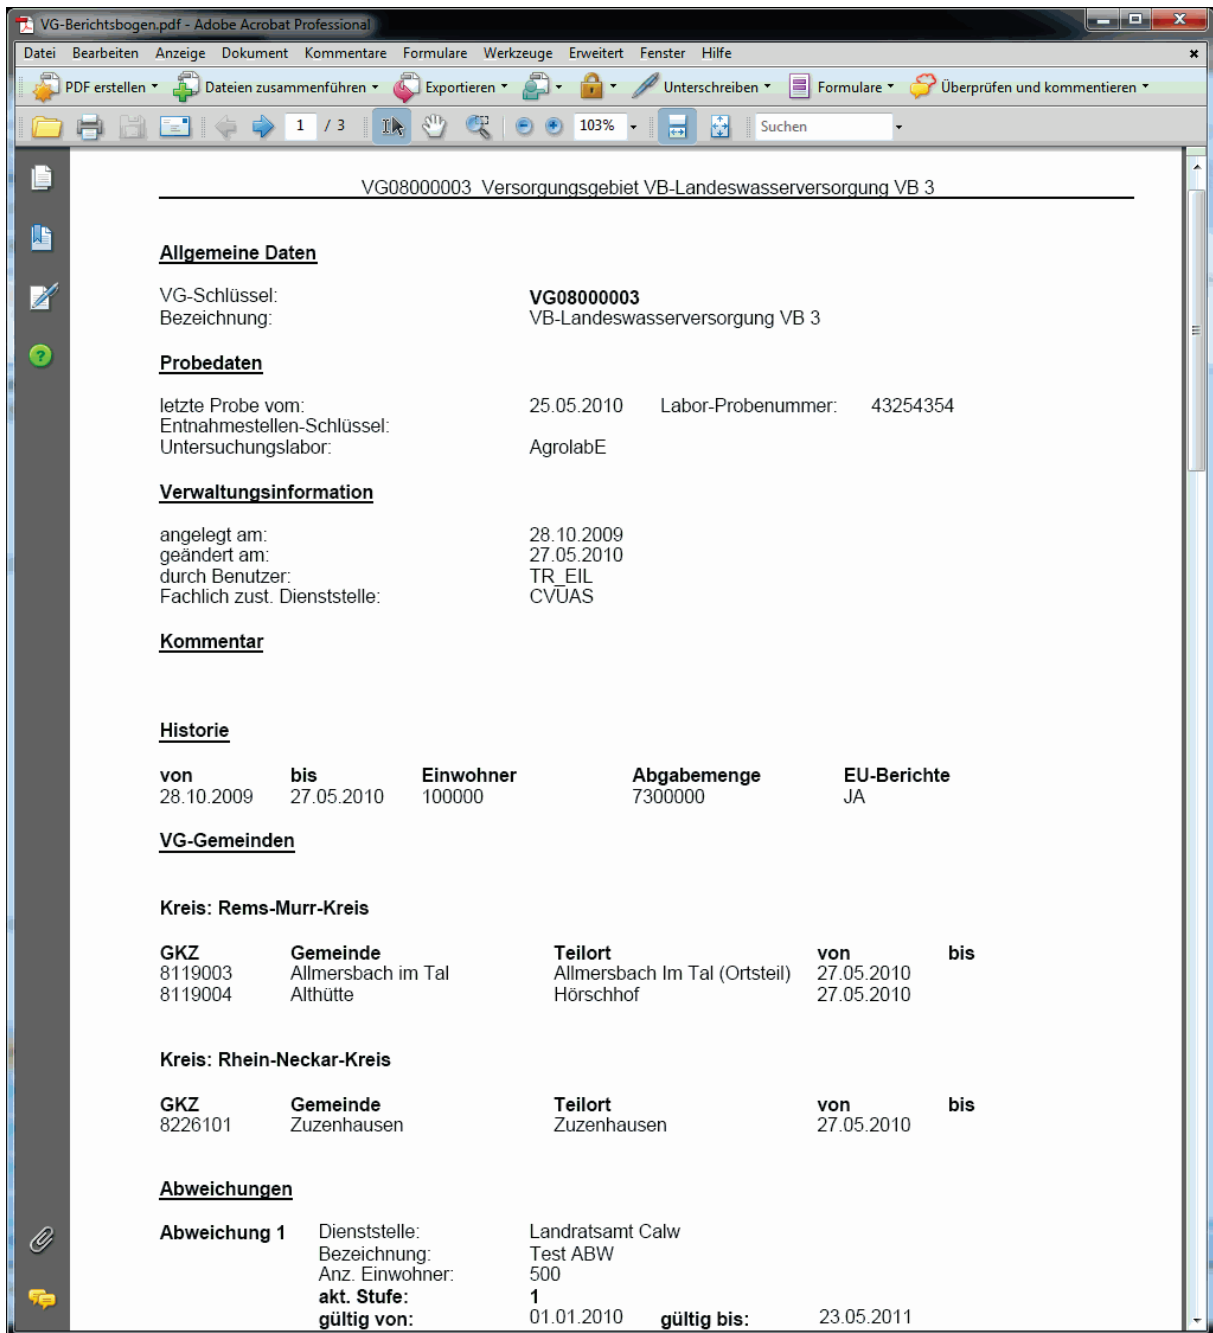 VG-Berichtsbogen.pdf - Adobe Acrobat Professional
Datei Bearbeiten Anzeige Dokument Kommentare Formulare Werkzeuge Erweitert Fenster Hilfe
PDF erstellen Dateien zusammenführen Exportieren Unterschreiben Formulare Überprüfen und kommentieren
1 / 3 103% Suchen
VG08000003 Versorgungsgebiet VB-Landeswasserversorgung VB 3
Allgemeine Daten
VG-Schlüssel: VG08000003
Bezeichnung: VB-Landeswasserversorgung VB 3
Probedaten
letzte Probe vom: 25.05.2010 Labor-Probenummer: 43254354
Entnahmestellen-Schlüssel:
Untersuchungslabor: AgrolabE
Verwaltungsinformation
angelegt am: 28.10.2009
geändert am: 27.05.2010
durch Benutzer: TR_EIL
Fachlich zust. Dienststelle: CVUAS
Kommentar
Historie
von bis Einwohner Abgabemenge EU-Berichte
28.10.2009 27.05.2010 100000 7300000 JA
VG-Gemeinden
Kreis: Rems-Murr-Kreis
GKZ Gemeinde Teilort von bis
8119003 Allmersbach im Tal Allmersbach Im Tal (Ortsteil) 27.05.2010
8119004 Althütte Hörschhof 27.05.2010
Kreis: Rhein-Neckar-Kreis
GKZ Gemeinde Teilort von bis
8226101 Zuzenhausen Zuzenhausen 27.05.2010
Abweichungen
Abweichung 1 Dienststelle: Landratsamt Calw
Bezeichnung: Test ABW
Anz. Einwohner: 500
akt. Stufe: 1
gültig von: 01.01.2010 gültig bis: 23.05.2011